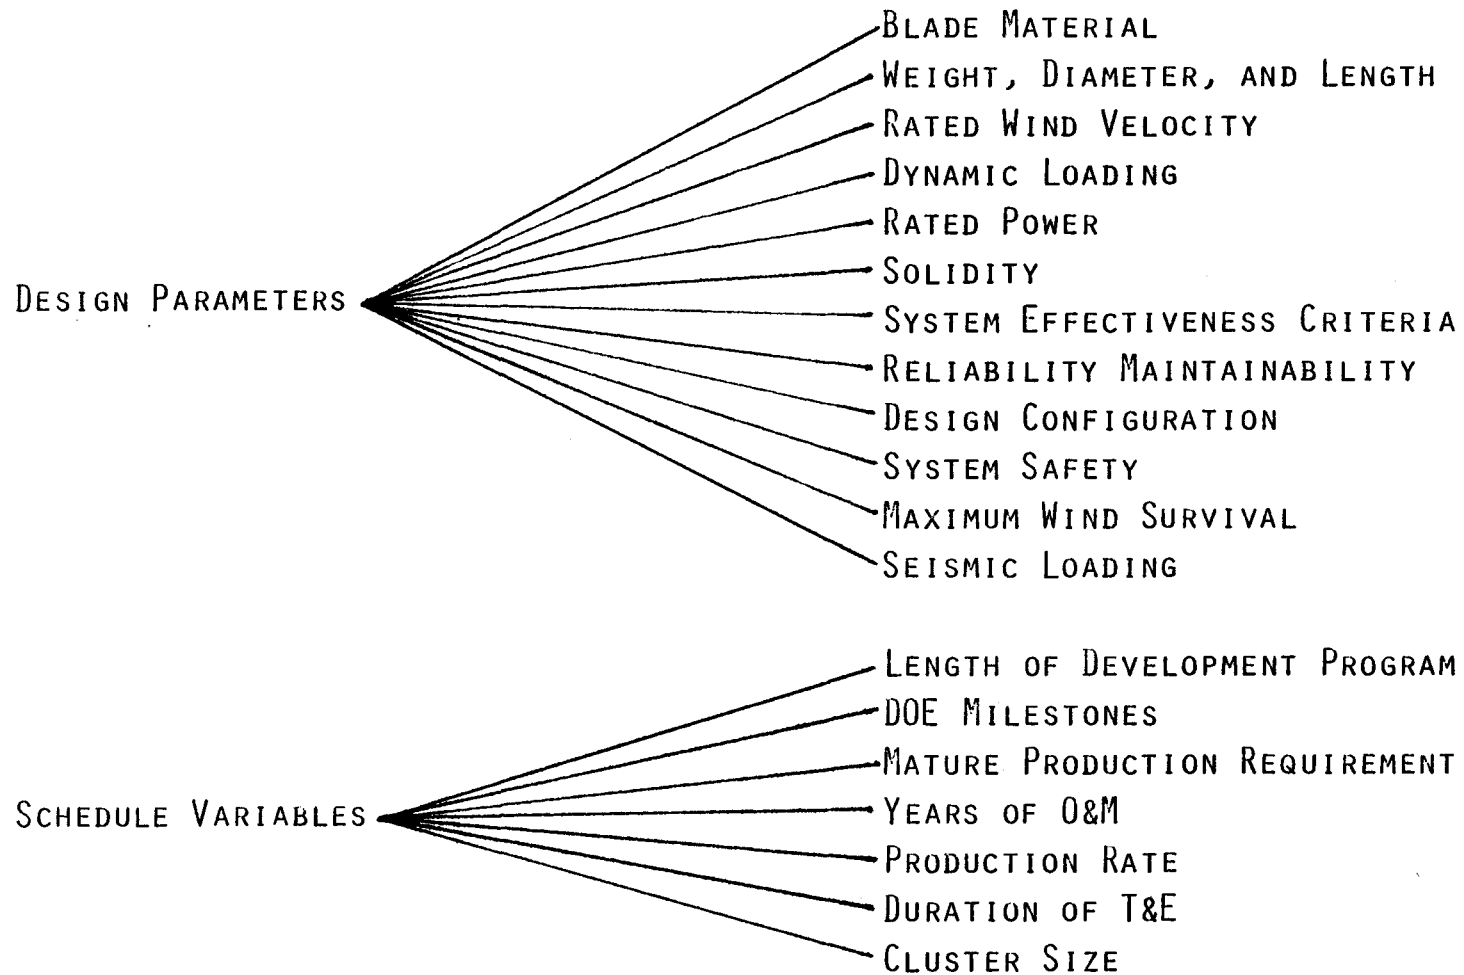 BLADE MATERIAL
WEIGHT, DIAMETER, AND LENGTH
RATED WIND VELOCITY
DYNAMIC LOADING
RATED POWER
SOLIDITY
DESIGN PARAMETERS
SYSTEM EFFECTIVENESS CRITERIA
RELIABILITY MAINTAINABILITY
DESIGN CONFIGURATION
SYSTEM SAFETY
MAXIMUM WIND SURVIVAL
SEISMIC LOADING
LENGTH OF DEVELOPMENT PROGRAM
DOE MILESTONES
MATURE PRODUCTION REQUIREMENT
SCHEDULE VARIABLES
YEARS OF O&M
PRODUCTION RATE
DURATION OF T&E
CLUSTER SIZE